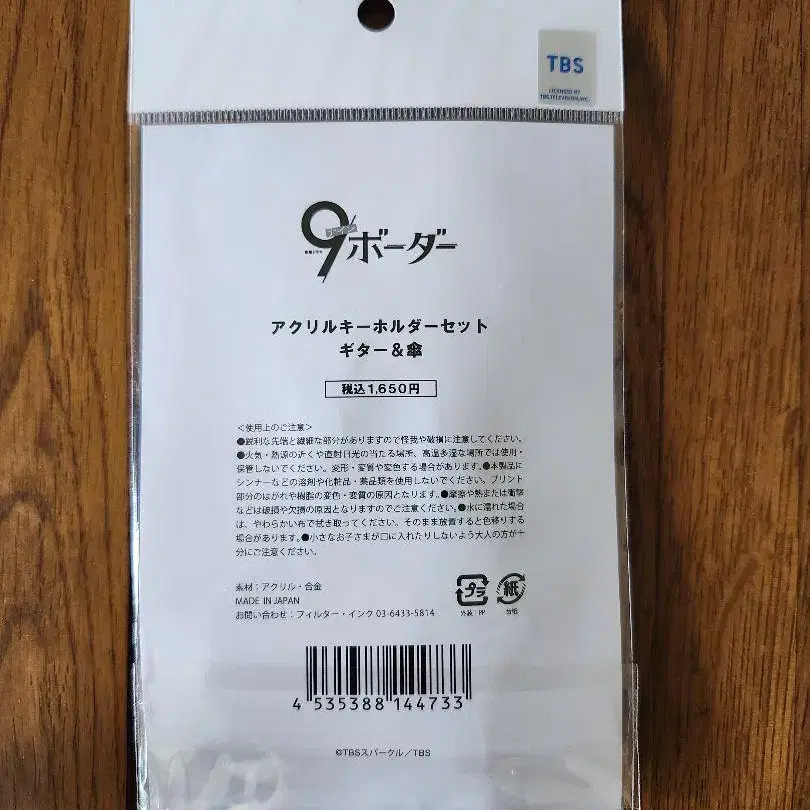 TBS
LICENSED BY
TBS TELEVISION, INC.
9
ナイン
ボーダー
アクリルキーホルダーセット
ギター＆傘
税込1,650円
＜使用上のご注意＞
●鋭利な先端と繊細な部分がありますので怪我や破損に注意してください。
●火気・熱源の近くや直射日光の当たる場所、高温多湿な場所では使用・
保管しないでください。変形・変質や変色する場合があります。●本製品に
シンナーなどの溶剤や化粧品・薬品類を使用しないでください。プリント
部分のはがれや樹脂の変色・変質の原因となります。●摩擦や熱または衝撃
などは破損や欠損の原因となりますのでご注意ください。●水に濡れた場合
は、やわらかい布で拭き取ってください。そのまま放置すると色移りする
場合があります。●小さなお子さまが口に入れたりしないよう大人の方が十
分にご注意ください。
素材：アクリル・合金
MADE IN JAPAN
お問い合わせ：フィルター・インク 03-6433-5814
プラ
外装：PP
紙
台紙
4 535388 144733
©TBSスパークル／TBS